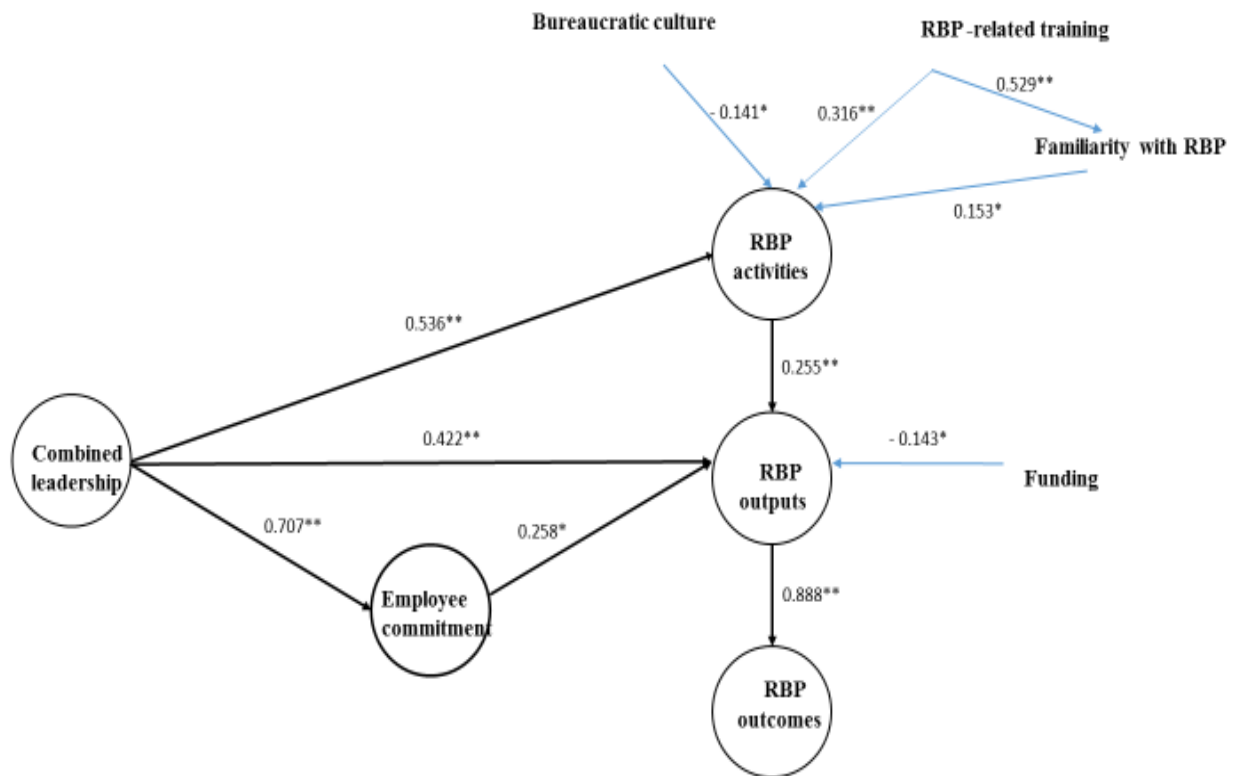 Bureaucratic culture
RBP -related training
- 0.141*
0.316**
0.529**
Familiarity with RBP
0.153*
RBP
activities
0.536**
0.255**
Combined
leadership
0.422**
RBP
outputs
- 0.143*
Funding
0.707**
0.258*
Employee
commitment
0.888**
RBP
outcomes